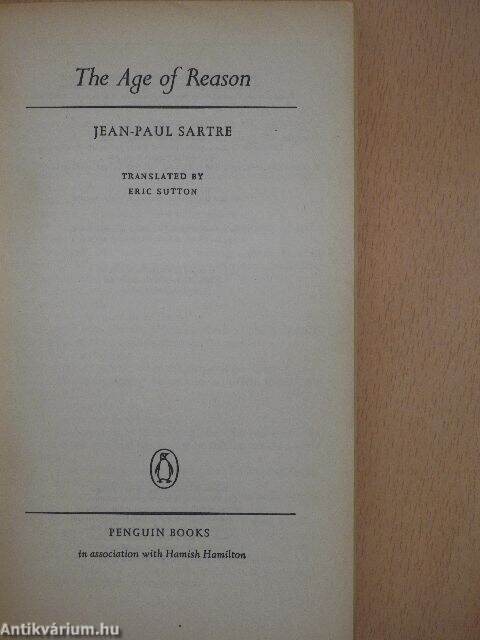 The Age of Reason
JEAN-PAUL SARTRE
TRANSLATED BY
ERIC SUTTON
PENGUIN BOOKS
in association with Hamish Hamilton
Antikvárium.hu